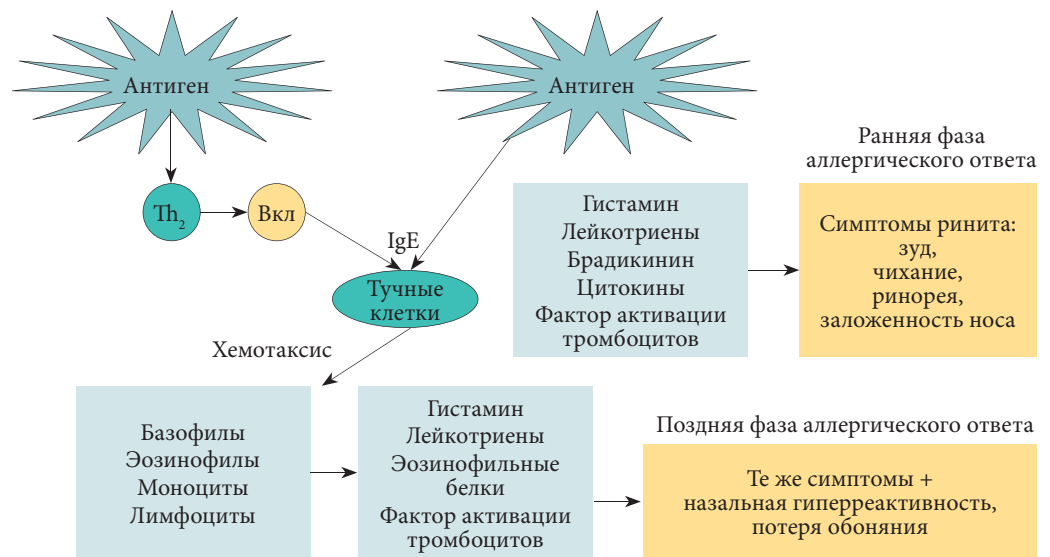 Антиген
Антиген
Th₂
Вкл
IgE
Тучные
клетки
Гистамин
Лейкотриены
Брадикинин
Цитокины
Фактор активации
тромбоцитов
Ранняя фаза
аллергического ответа
Симптомы ринита:
зуд,
чихание,
ринорея,
заложенность носа
Хемотаксис
Базофилы
Эозинофилы
Моноциты
Лимфоциты
Гистамин
Лейкотриены
Эозинофильные
белки
Фактор активации
тромбоцитов
Поздняя фаза аллергического ответа
Те же симптомы +
назальная гиперреактивность,
потеря обоняния